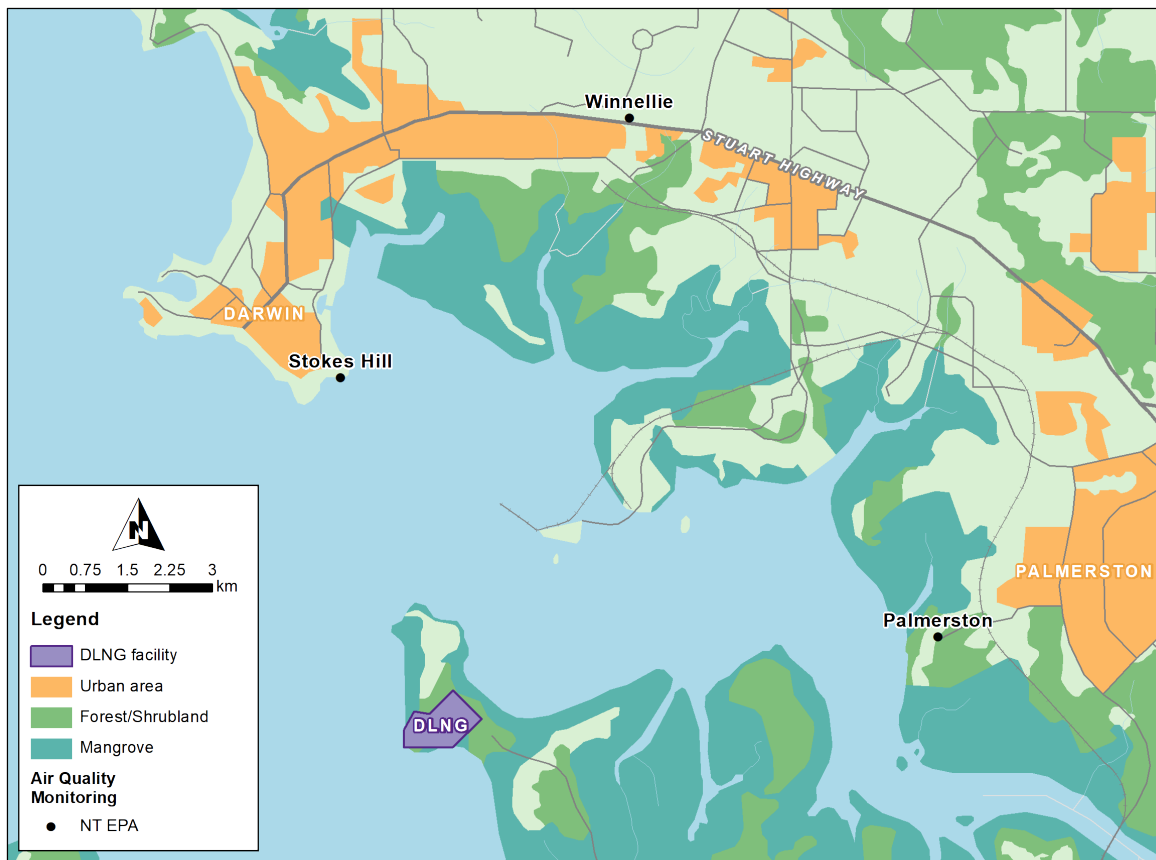 Winnellie
STUART HIGHWAY
DARWIN
Stokes Hill
N
0 0.75 1.5 2.25 3
km
Legend
DLNG facility
Urban area
Forest/Shrubland
Mangrove
Air Quality
Monitoring
NT EPA
PALMERSTON
Palmerston
DLNG